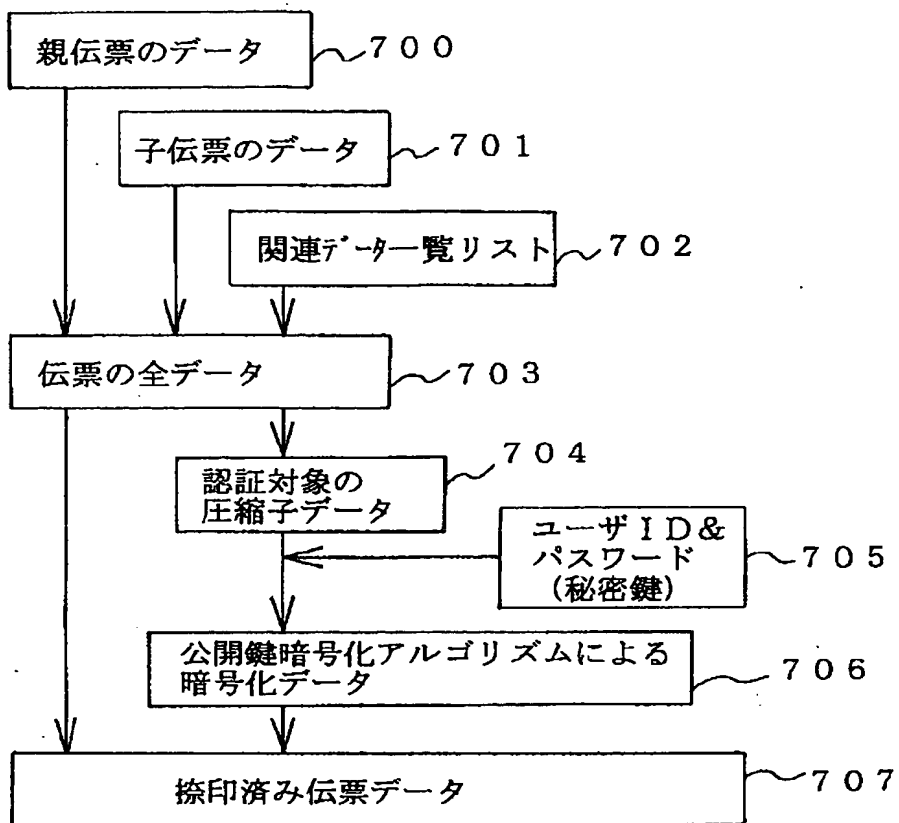 親伝票のデータ
７００
子伝票のデータ
７０１
関連ﾃﾞｰﾀ一覧リスト
７０２
伝票の全データ
７０３
認証対象の
圧縮子データ
７０４
ユーザＩＤ＆
パスワード
(秘密鍵)
７０５
公開鍵暗号化アルゴリズムによる
暗号化データ
７０６
捺印済み伝票データ
７０７